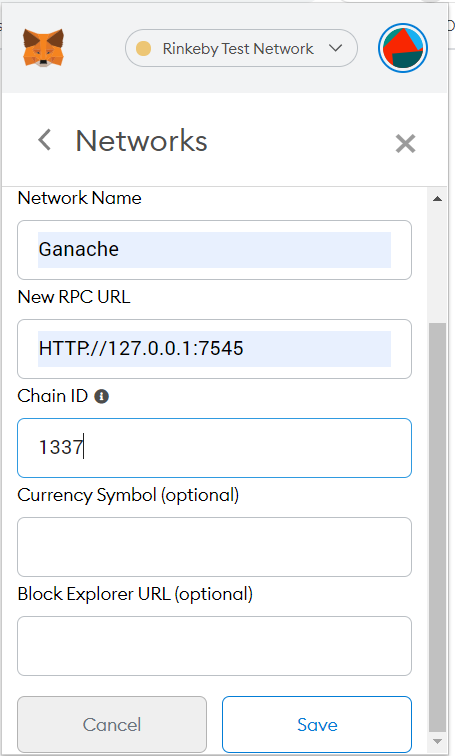 Rinkeby Test Network
Networks
Network Name
Ganache
New RPC URL
HTTP://127.0.0.1:7545
Chain ID
1337
Currency Symbol (optional)
Block Explorer URL (optional)
Cancel
Save